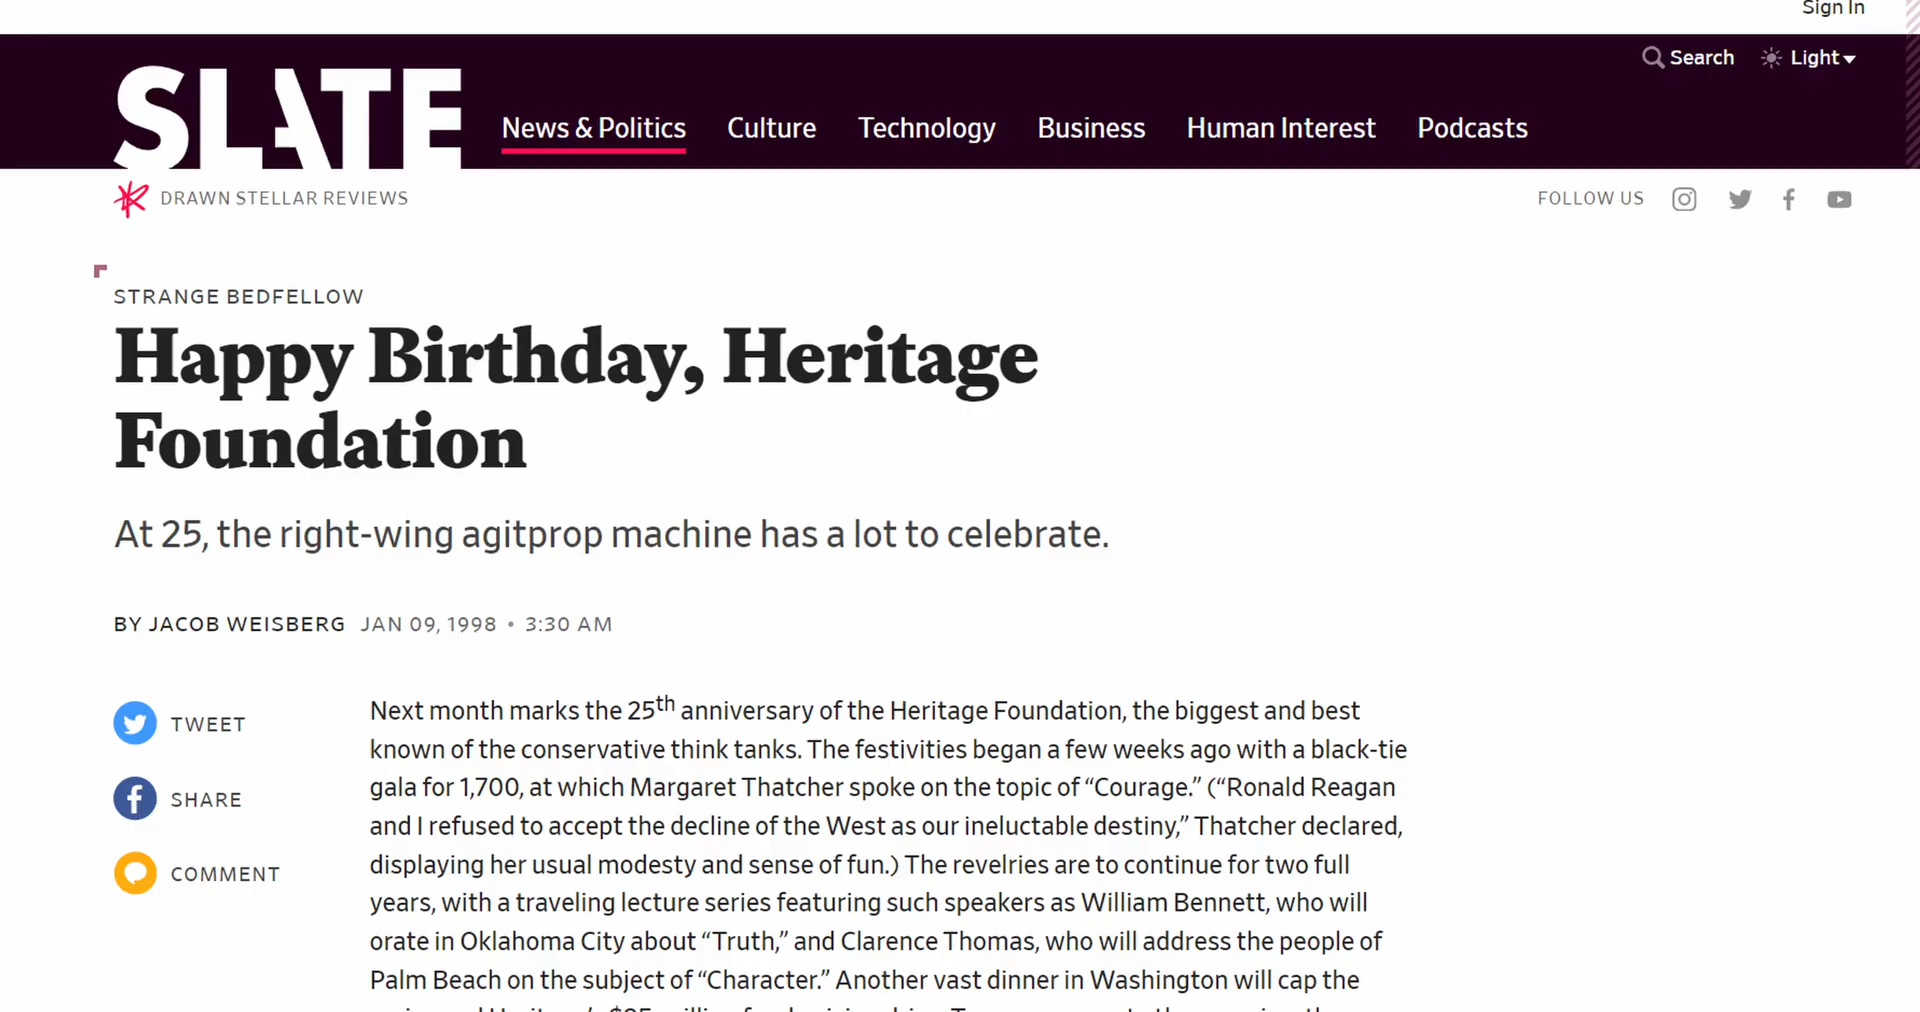 Sign In
Search Light
SLATE
News & Politics Culture Technology Business Human Interest Podcasts
DRAWN STELLAR REVIEWS
FOLLOW US
STRANGE BEDFELLOW
Happy Birthday, Heritage
Foundation
At 25, the right-wing agitprop machine has a lot to celebrate.
BY JACOB WEISBERG JAN 09, 1998 • 3:30 AM
TWEET
SHARE
COMMENT
Next month marks the 25th anniversary of the Heritage Foundation, the biggest and best
known of the conservative think tanks. The festivities began a few weeks ago with a black-tie
gala for 1,700, at which Margaret Thatcher spoke on the topic of “Courage.” (“Ronald Reagan
and I refused to accept the decline of the West as our ineluctable destiny,” Thatcher declared,
displaying her usual modesty and sense of fun.) The revelries are to continue for two full
years, with a traveling lecture series featuring such speakers as William Bennett, who will
orate in Oklahoma City about “Truth,” and Clarence Thomas, who will address the people of
Palm Beach on the subject of “Character.” Another vast dinner in Washington will cap the